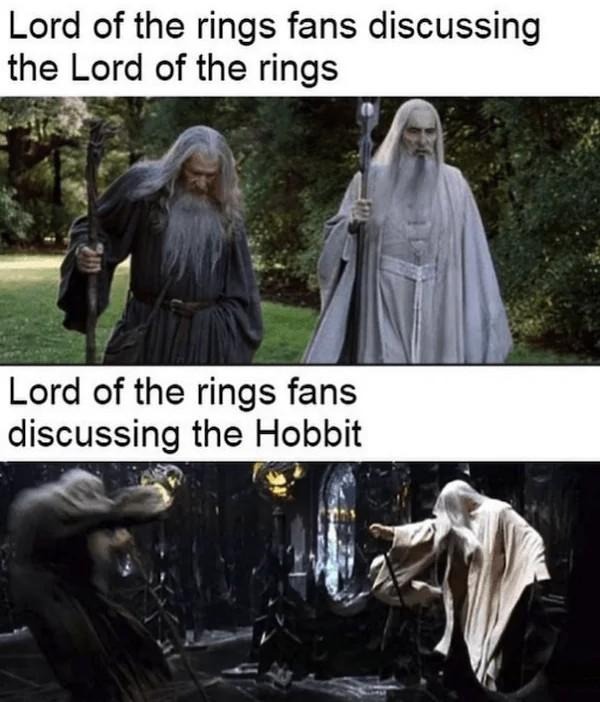 Lord of the rings fans discussing
the Lord of the rings
Lord of the rings fans
discussing the Hobbit